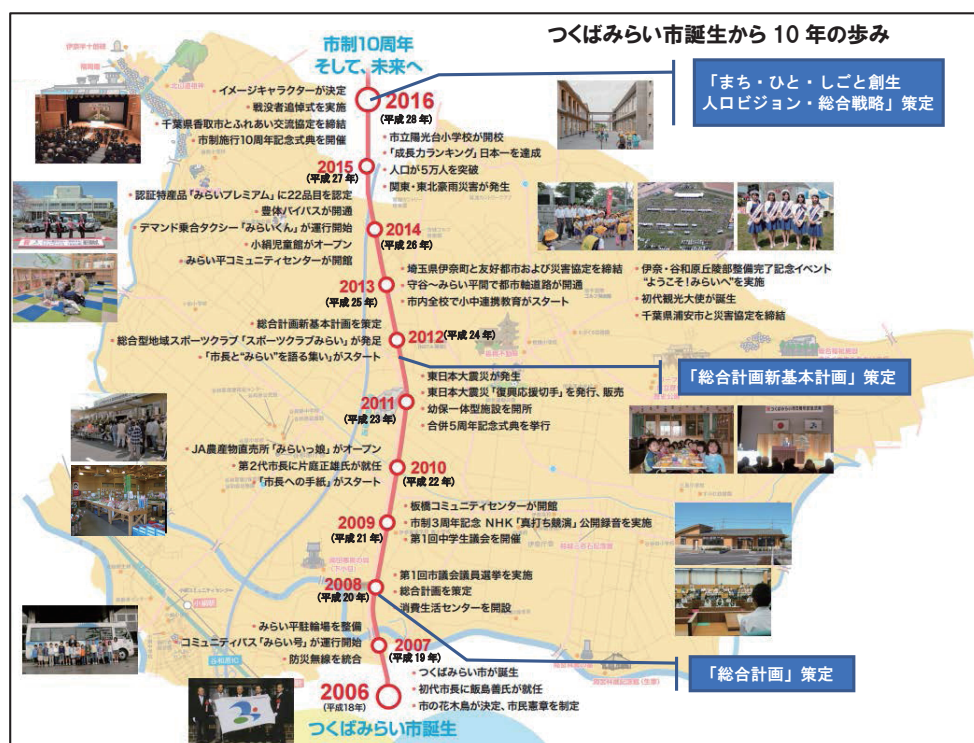 つくばみらい市誕生から 10 年の歩み
市制10周年
そして、未来へ
「まち・ひと・しごと創生
人口ビジョン・総合戦略」策定
2016
(平成 28 年)
・イメージキャラクターが決定
・戦没者追悼式を実施
・千葉県香取市とふれあい交流協定を締結
・市制施行10周年記念式典を開催
・市立陽光台小学校が開校
・「成長力ランキング」日本一を達成
・人口が5万人を突破
・関東・東北豪雨災害が発生
2015
(平成 27 年)
・認証特産品「みらいプレミアム」に22品目を認定
・豊体バイパスが開通
・デマンド乗合タクシー「みらいくん」が運行開始
・小絹児童館がオープン
・みらい平コミュニティセンターが開館
2014
(平成 26 年)
・埼玉県伊奈町と友好都市および災害協定を締結
・守谷〜みらい平間で都市軸道路が開通
・市内全校で小中連携教育がスタート
・伊奈・谷和原丘陵部整備完了記念イベント
“ようこそ！みらいへ”を実施
・初代観光大使が誕生
・千葉県浦安市と災害協定を締結
2013
(平成 25 年)
・総合計画新基本計画を策定
・総合型地域スポーツクラブ「スポーツクラブみらい」が発足
・「市長と“みらい”を語る集い」がスタート
2012
(平成 24 年)
「総合計画新基本計画」策定
・東日本大震災が発生
・東日本大震災「復興応援切手」を発行、販売
・幼保一体型施設を開所
・合併5周年記念式典を挙行
2011
(平成 23 年)
・JA農産物直売所「みらいっ娘」がオープン
・第2代市長に片庭正雄氏が就任
・「市長への手紙」がスタート
2010
(平成 22 年)
・板橋コミュニティセンターが開館
・市制3周年記念 NHK「真打ち競演」公開録音を実施
・第1回中学生議会を開催
2009
(平成 21 年)
・第1回市議会議員選挙を実施
・総合計画を策定
消費生活センターを開設
2008
(平成 20 年)
・みらい平駐輪場を整備
・コミュニティバス「みらい号」が運行開始
・防災無線を統合
2007
(平成 19 年)
「総合計画」策定
・つくばみらい市が誕生
・初代市長に飯島善氏が就任
・市の花木鳥が決定、市民憲章を制定
2006
(平成18年)
つくばみらい市誕生